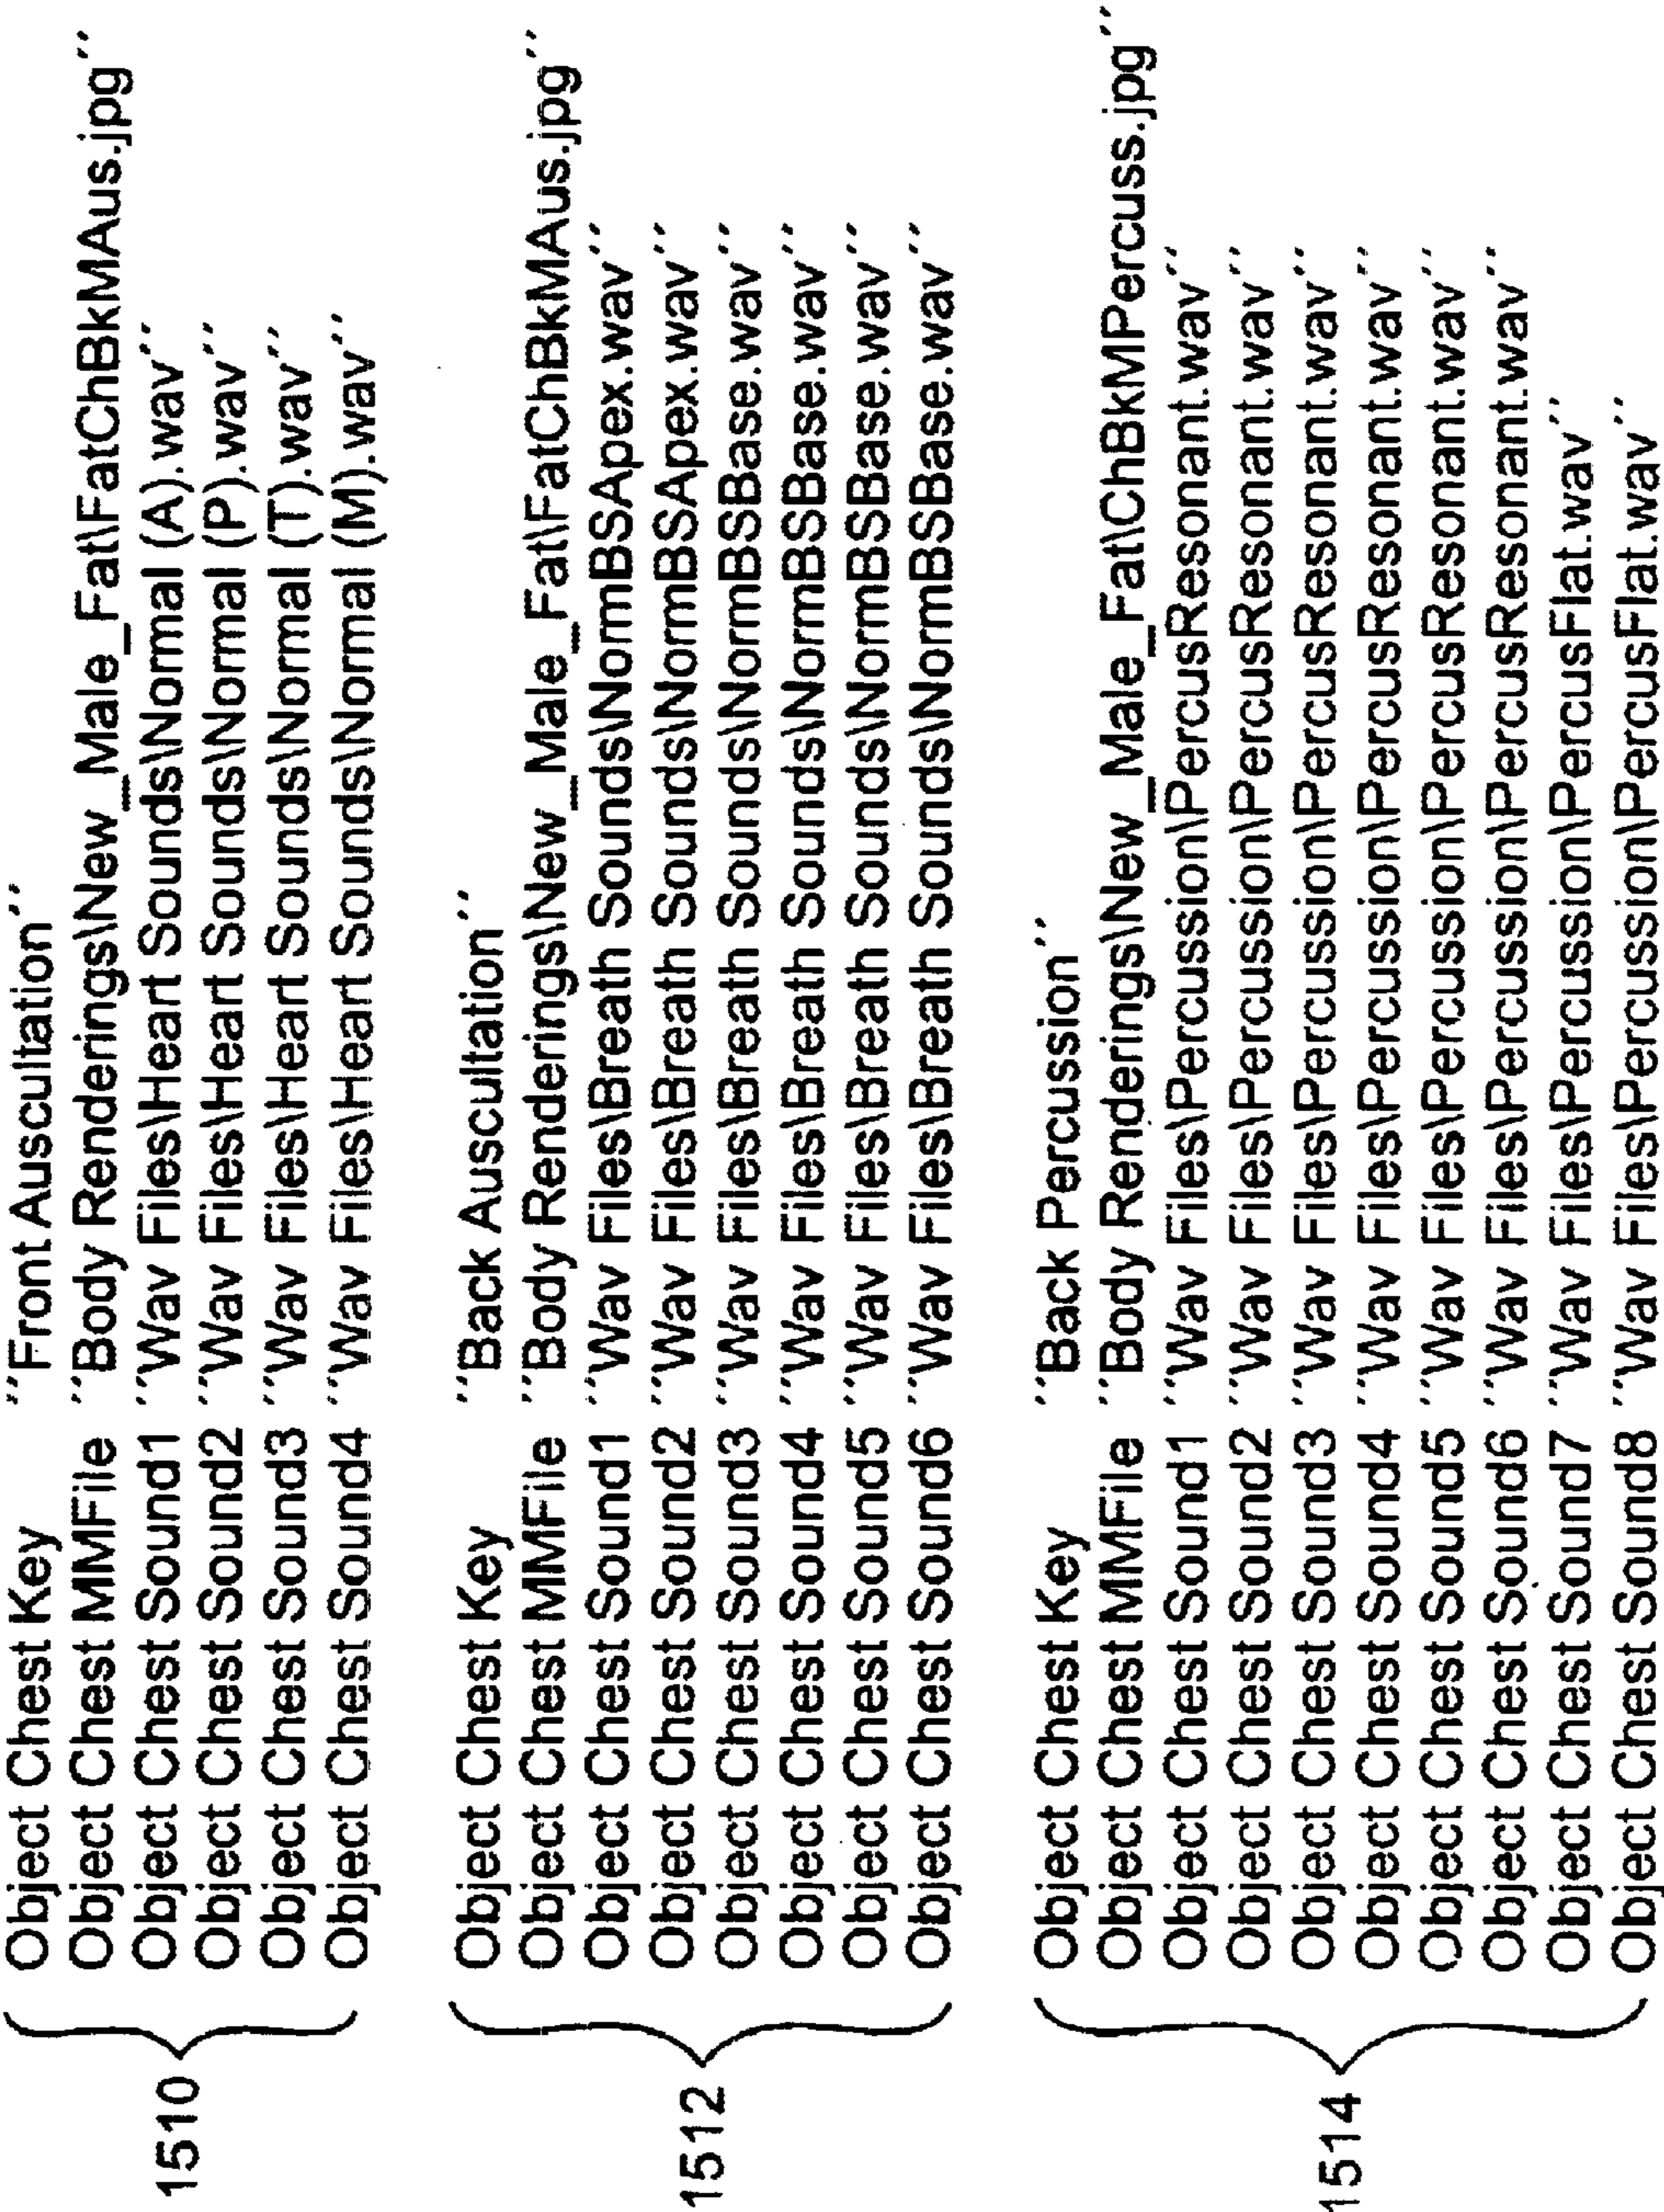 1510
Object Chest Key "Front Auscultation"
Object Chest MMFile "Body Renderings\New_Male_Fat\FatChBkMAus.jpg"
Object Chest Sound1 "Wav Files\Heart Sounds\Normal (A).wav"
Object Chest Sound2 "Wav Files\Heart Sounds\Normal (P).wav"
Object Chest Sound3 "Wav Files\Heart Sounds\Normal (T).wav"
Object Chest Sound4 "Wav Files\Heart Sounds\Normal (M).wav"
1512
Object Chest Key "Back Auscultation"
Object Chest MMFile "Body Renderings\New_Male_Fat\FatChBkMAus.jpg"
Object Chest Sound1 "Wav Files\Breath Sounds\NormBSApex.wav"
Object Chest Sound2 "Wav Files\Breath Sounds\NormBSApex.wav"
Object Chest Sound3 "Wav Files\Breath Sounds\NormBSBase.wav"
Object Chest Sound4 "Wav Files\Breath Sounds\NormBSBase.wav"
Object Chest Sound5 "Wav Files\Breath Sounds\NormBSBase.wav"
Object Chest Sound6 "Wav Files\Breath Sounds\NormBSBase.wav"
1514
Object Chest Key "Back Percussion"
Object Chest MMFile "Body Renderings\New_Male_Fat\ChBkMPercuss.jpg"
Object Chest Sound1 "Wav Files\Percussion\PercusResonant.wav"
Object Chest Sound2 "Wav Files\Percussion\PercusResonant.wav"
Object Chest Sound3 "Wav Files\Percussion\PercusResonant.wav"
Object Chest Sound4 "Wav Files\Percussion\PercusResonant.wav"
Object Chest Sound5 "Wav Files\Percussion\PercusResonant.wav"
Object Chest Sound6 "Wav Files\Percussion\PercusResonant.wav"
Object Chest Sound7 "Wav Files\Percussion\PercusFlat.wav"
Object Chest Sound8 "Wav Files\Percussion\PercusFlat.wav"